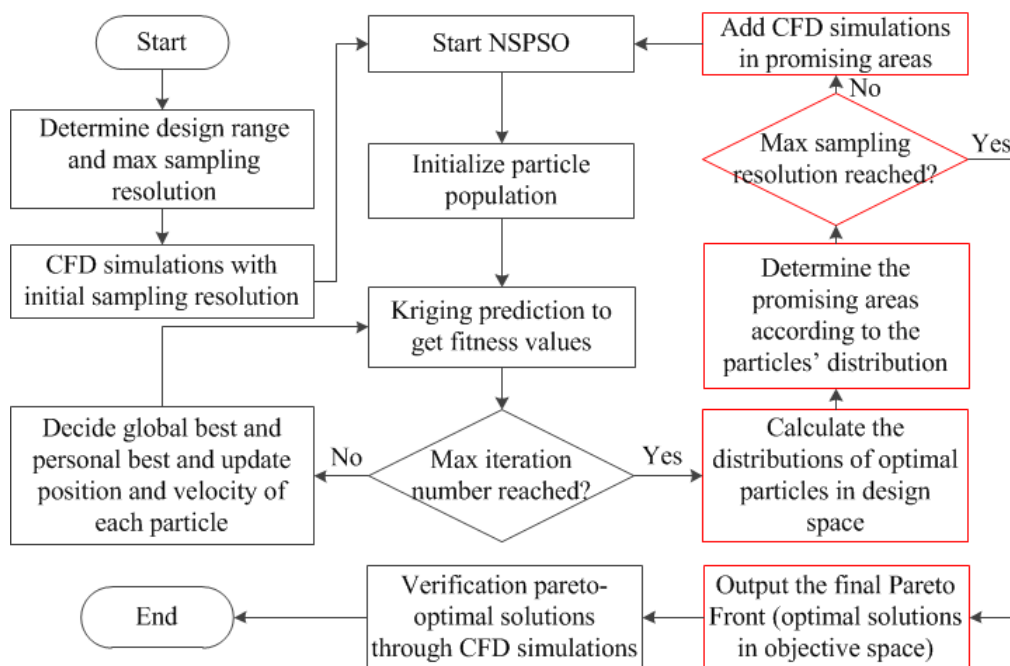 Start
Determine design range
and max sampling
resolution
CFD simulations with
initial sampling resolution
Start NSPSO
Initialize particle
population
Kriging prediction to
get fitness values
Max iteration
number reached?
No
Decide global best and
personal best and update
position and velocity of
each particle
Yes
Calculate the
distributions of optimal
particles in design
space
Determine the
promising areas
according to the
particles’ distribution
Max sampling
resolution reached?
No
Add CFD simulations
in promising areas
Yes
Output the final Pareto
Front (optimal solutions
in objective space)
Verification pareto-
optimal solutions
through CFD simulations
End